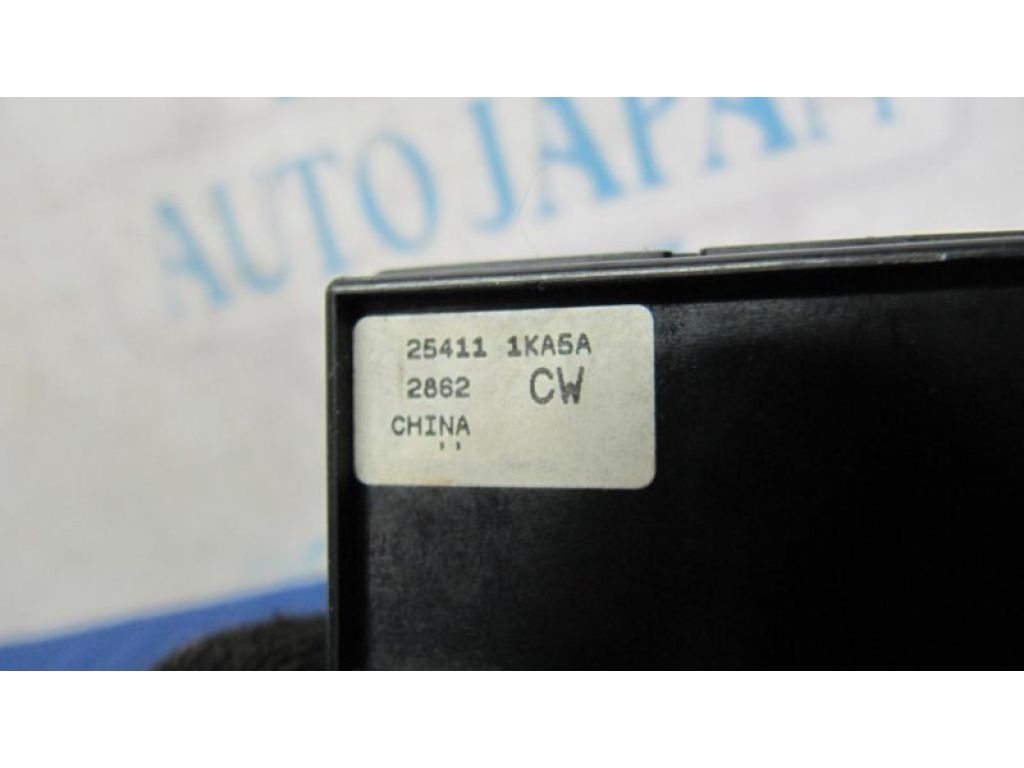 AUTO JAPAN
25411 1KA5A
2862 CW
CHINA